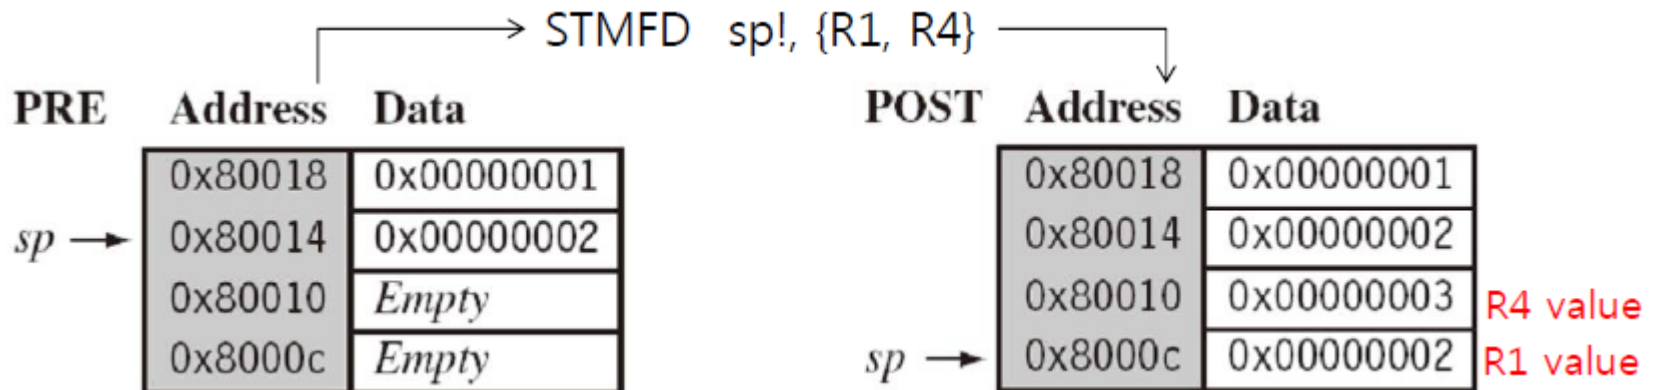 STMFD sp!, {R1, R4}
PRE Address Data POST Address Data
0x80018 0x00000001 0x80018 0x00000001
sp 0x80014 0x00000002 0x80014 0x00000002
0x80010 Empty 0x80010 0x00000003 R4 value
0x8000c Empty sp 0x8000c 0x00000002 R1 value